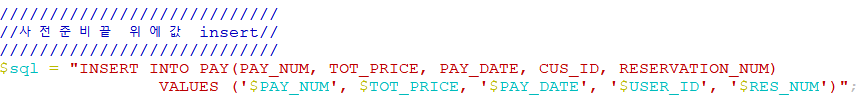 ////////////////////////////
//사전준비끝 위에값 insert//
////////////////////////////
$sql = "INSERT INTO PAY(PAY_NUM, TOT_PRICE, PAY_DATE, CUS_ID, RESERVATION_NUM)
VALUES ('$PAY_NUM', $TOT_PRICE, '$PAY_DATE', '$USER_ID', '$RES_NUM')";